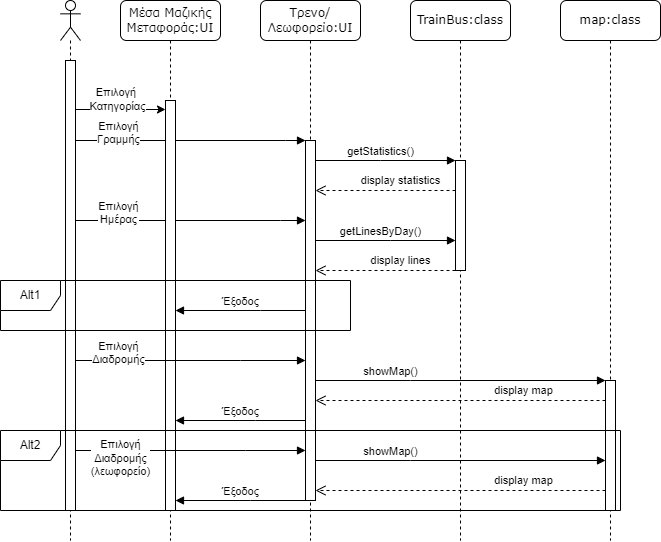 Μέσα Μαζικής
Μεταφοράς:UI
Τρενο/
Λεωφορείο:UI
TrainBus:class
map:class
Επιλογή
Κατηγορίας
Επιλογή
Γραμμής
getStatistics()
display statistics
Επιλογή
Ημέρας
getLinesByDay()
display lines
Alt1
Έξοδος
Επιλογή
Διαδρομής
showMap()
display map
Έξοδος
Alt2
Επιλογή
Διαδρομής
(λεωφορείο)
showMap()
display map
Έξοδος